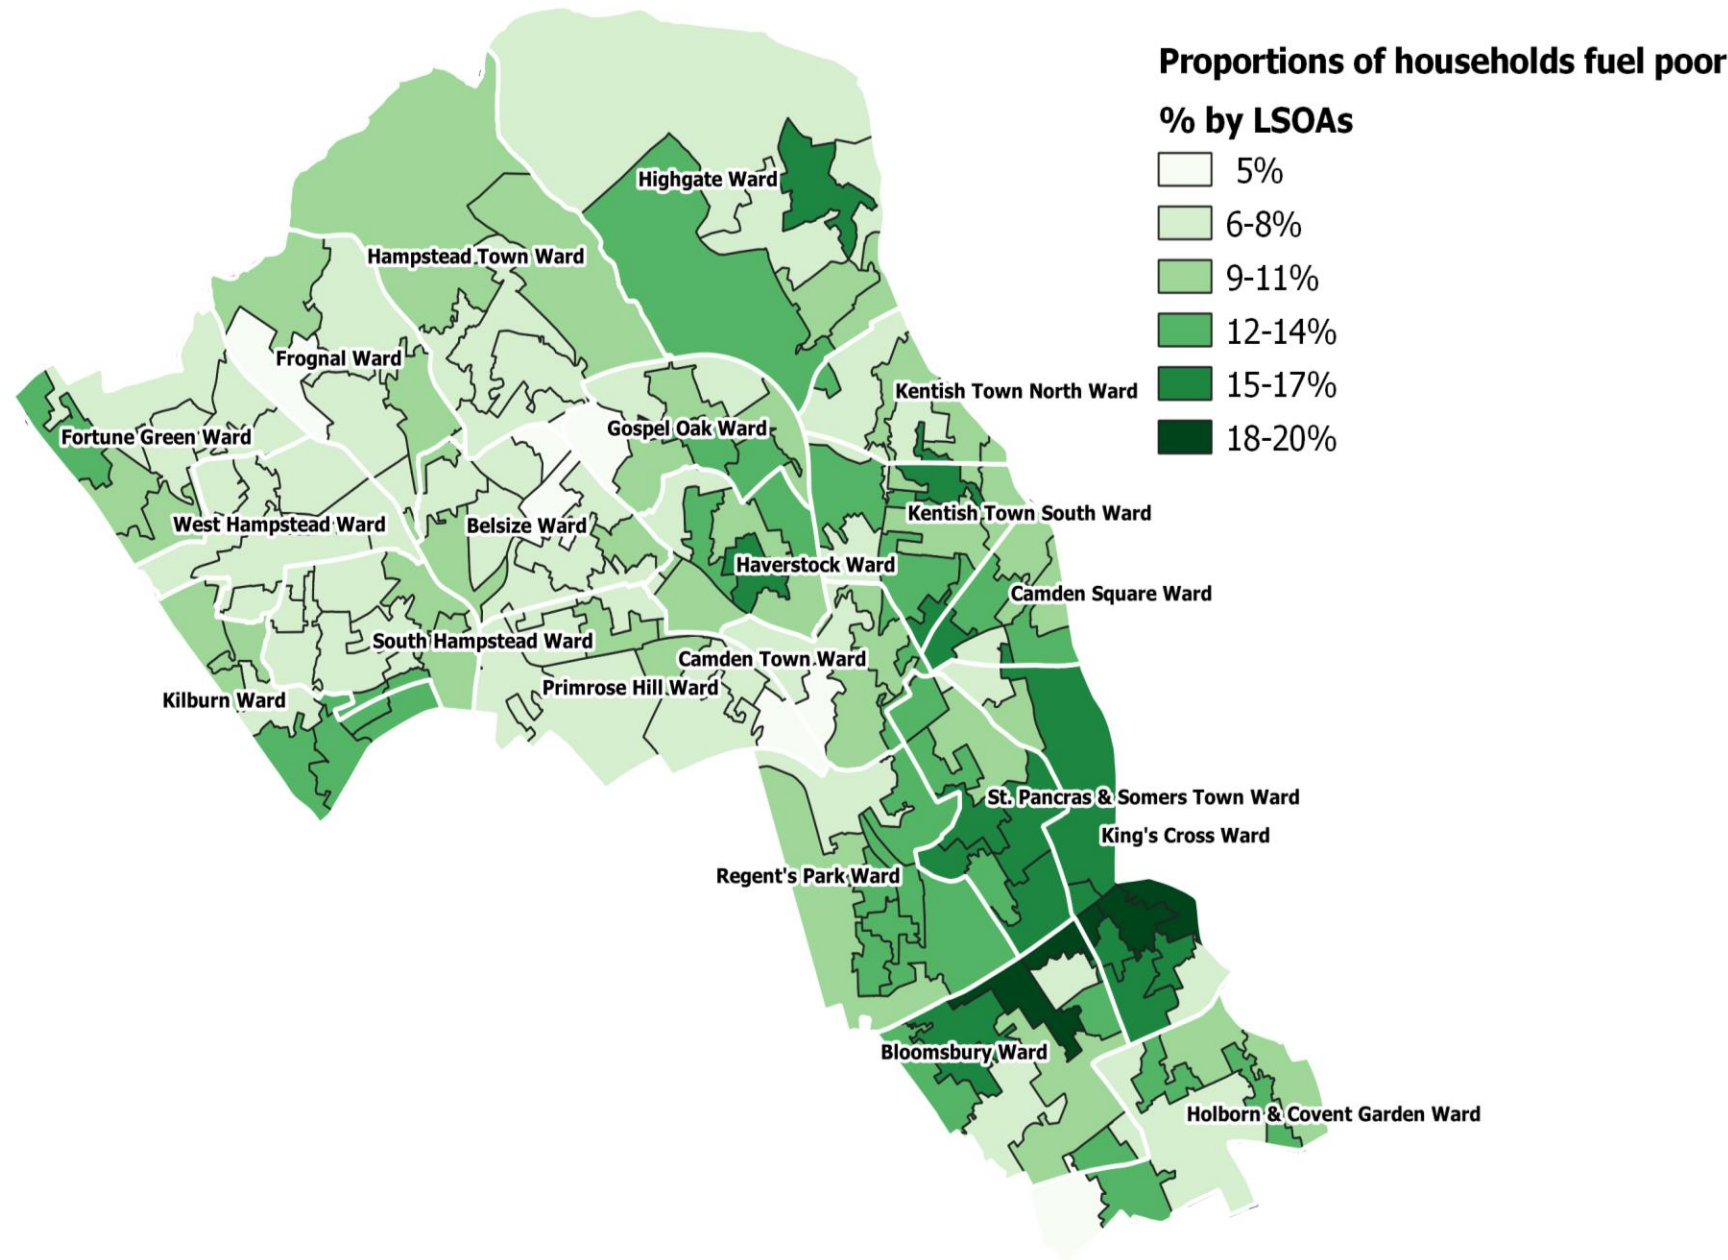 Proportions of households fuel poor
% by LSOAs
5%
6-8%
9-11%
12-14%
15-17%
18-20%
Highgate Ward
Hampstead Town Ward
Frognal Ward
Kentish Town North Ward
Gospel Oak Ward
Fortune Green Ward
Kentish Town South Ward
West Hampstead Ward
Belsize Ward
Haverstock Ward
Camden Square Ward
South Hampstead Ward
Camden Town Ward
Primrose Hill Ward
Kilburn Ward
St. Pancras & Somers Town Ward
King's Cross Ward
Regent's Park Ward
Bloomsbury Ward
Holborn & Covent Garden Ward